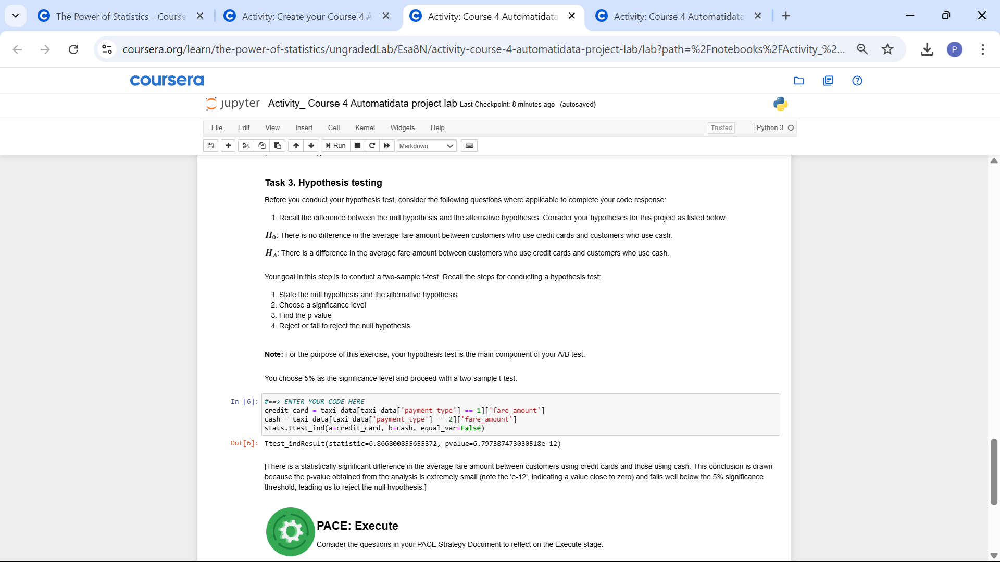 The Power of Statistics - Course
Activity: Create your Course 4 A
Activity: Course 4 Automatidata
Activity: Course 4 Automatidata
coursera.org/learn/the-power-of-statistics/ungradedLab/Esa8N/activity-course-4-automatidata-project-lab/lab?path=%2Fnotebooks%2FActivity_%2...
P
coursera
jupyter Activity_ Course 4 Automatidata project lab Last Checkpoint: 8 minutes ago (autosaved)
File Edit View Insert Cell Kernel Widgets Help Trusted Python 3
Run Markdown
Task 3. Hypothesis testing
Before you conduct your hypothesis test, consider the following questions where applicable to complete your code response:
1. Recall the difference between the null hypothesis and the alternative hypotheses. Consider your hypotheses for this project as listed below.
H0: There is no difference in the average fare amount between customers who use credit cards and customers who use cash.
HA: There is a difference in the average fare amount between customers who use credit cards and customers who use cash.
Your goal in this step is to conduct a two-sample t-test. Recall the steps for conducting a hypothesis test:
1. State the null hypothesis and the alternative hypothesis
2. Choose a signficance level
3. Find the p-value
4. Reject or fail to reject the null hypothesis
Note: For the purpose of this exercise, your hypothesis test is the main component of your A/B test.
You choose 5% as the significance level and proceed with a two-sample t-test.
In [6]: #==> ENTER YOUR CODE HERE
credit_card = taxi_data[taxi_data['payment_type'] == 1]['fare_amount']
cash = taxi_data[taxi_data['payment_type'] == 2]['fare_amount']
stats.ttest_ind(a=credit_card, b=cash, equal_var=False)
Out[6]: Ttest_indResult(statistic=6.866800855655372, pvalue=6.797387473030518e-12)
[There is a statistically significant difference in the average fare amount between customers using credit cards and those using cash. This conclusion is drawn
because the p-value obtained from the analysis is extremely small (note the 'e-12', indicating a value close to zero) and falls well below the 5% significance
threshold, leading us to reject the null hypothesis.]
PACE: Execute
Consider the questions in your PACE Strategy Document to reflect on the Execute stage.